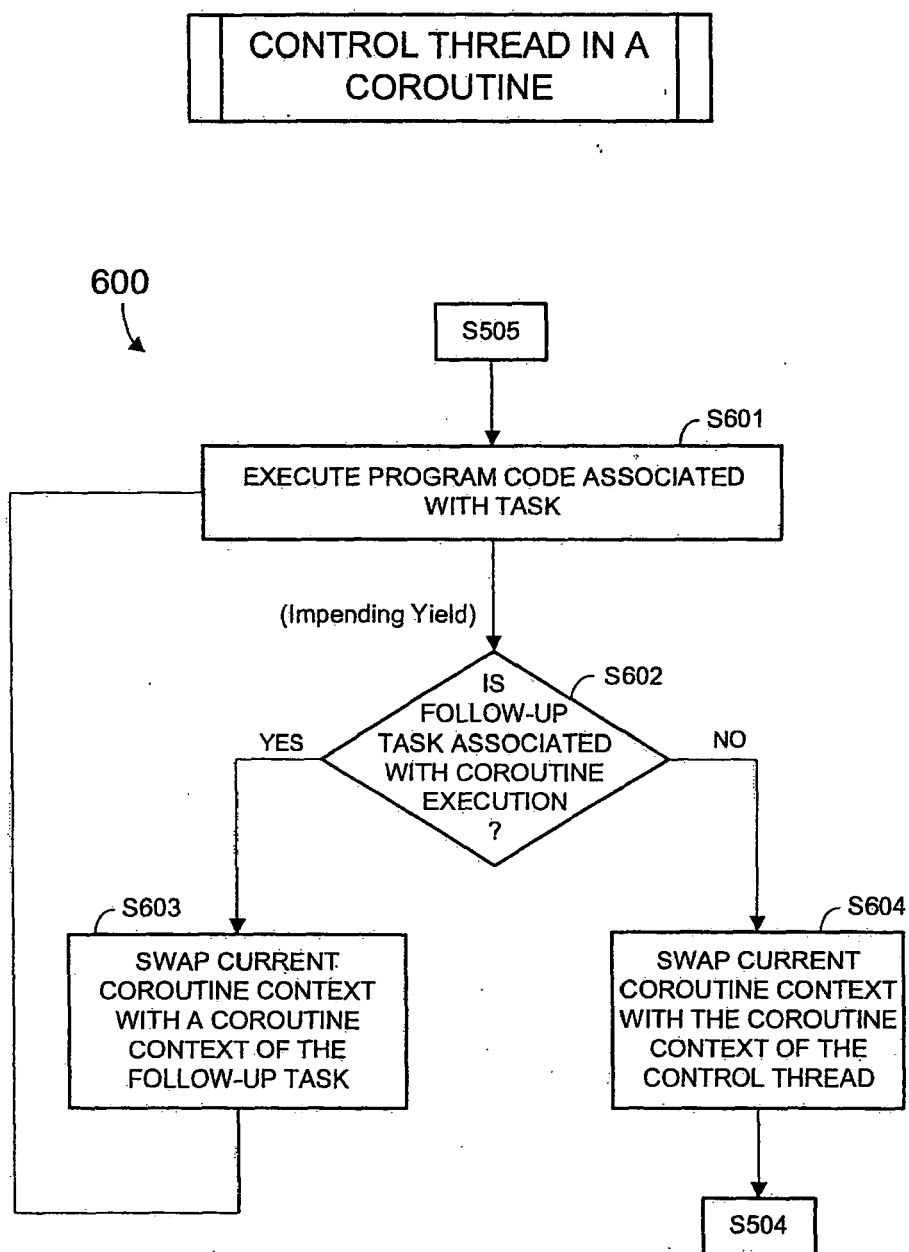 CONTROL THREAD IN A
COROUTINE
600
S505
S601
EXECUTE PROGRAM CODE ASSOCIATED
WITH TASK
(Impending Yield)
S602
IS
FOLLOW-UP
TASK ASSOCIATED
WITH COROUTINE
EXECUTION
?
YES
NO
S603
SWAP CURRENT
COROUTINE CONTEXT
WITH A COROUTINE
CONTEXT OF THE
FOLLOW-UP TASK
S604
SWAP CURRENT
COROUTINE CONTEXT
WITH THE COROUTINE
CONTEXT OF THE
CONTROL THREAD
S504